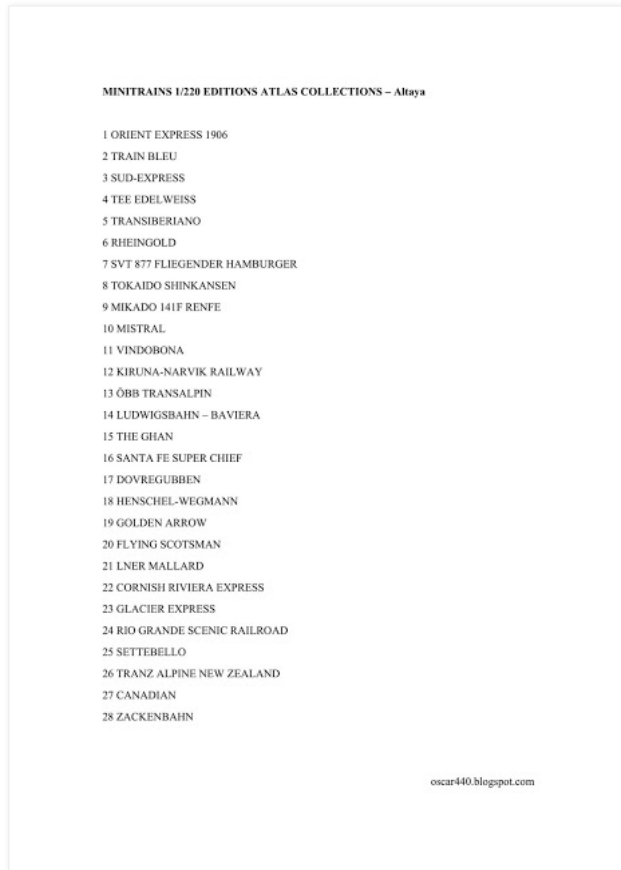 MINITRAINS 1/220 EDITIONS ATLAS COLLECTIONS – Altaya
1 ORIENT EXPRESS 1906
2 TRAIN BLEU
3 SUD-EXPRESS
4 TEE EDELWEISS
5 TRANSIBERIANO
6 RHEINGOLD
7 SVT 877 FLIEGENDER HAMBURGER
8 TOKAIDO SHINKANSEN
9 MIKADO 141F RENFE
10 MISTRAL
11 VINDOBONA
12 KIRUNA-NARVIK RAILWAY
13 ÖBB TRANSALPIN
14 LUDWIGSBAHN – BAVIERA
15 THE GHAN
16 SANTA FE SUPER CHIEF
17 DOVREGUBBEN
18 HENSCHEL-WEGMANN
19 GOLDEN ARROW
20 FLYING SCOTSMAN
21 LNER MALLARD
22 CORNISH RIVIERA EXPRESS
23 GLACIER EXPRESS
24 RIO GRANDE SCENIC RAILROAD
25 SETTEBELLO
26 TRANZ ALPINE NEW ZEALAND
27 CANADIAN
28 ZACKENBAHN
oscar440.blogspot.com